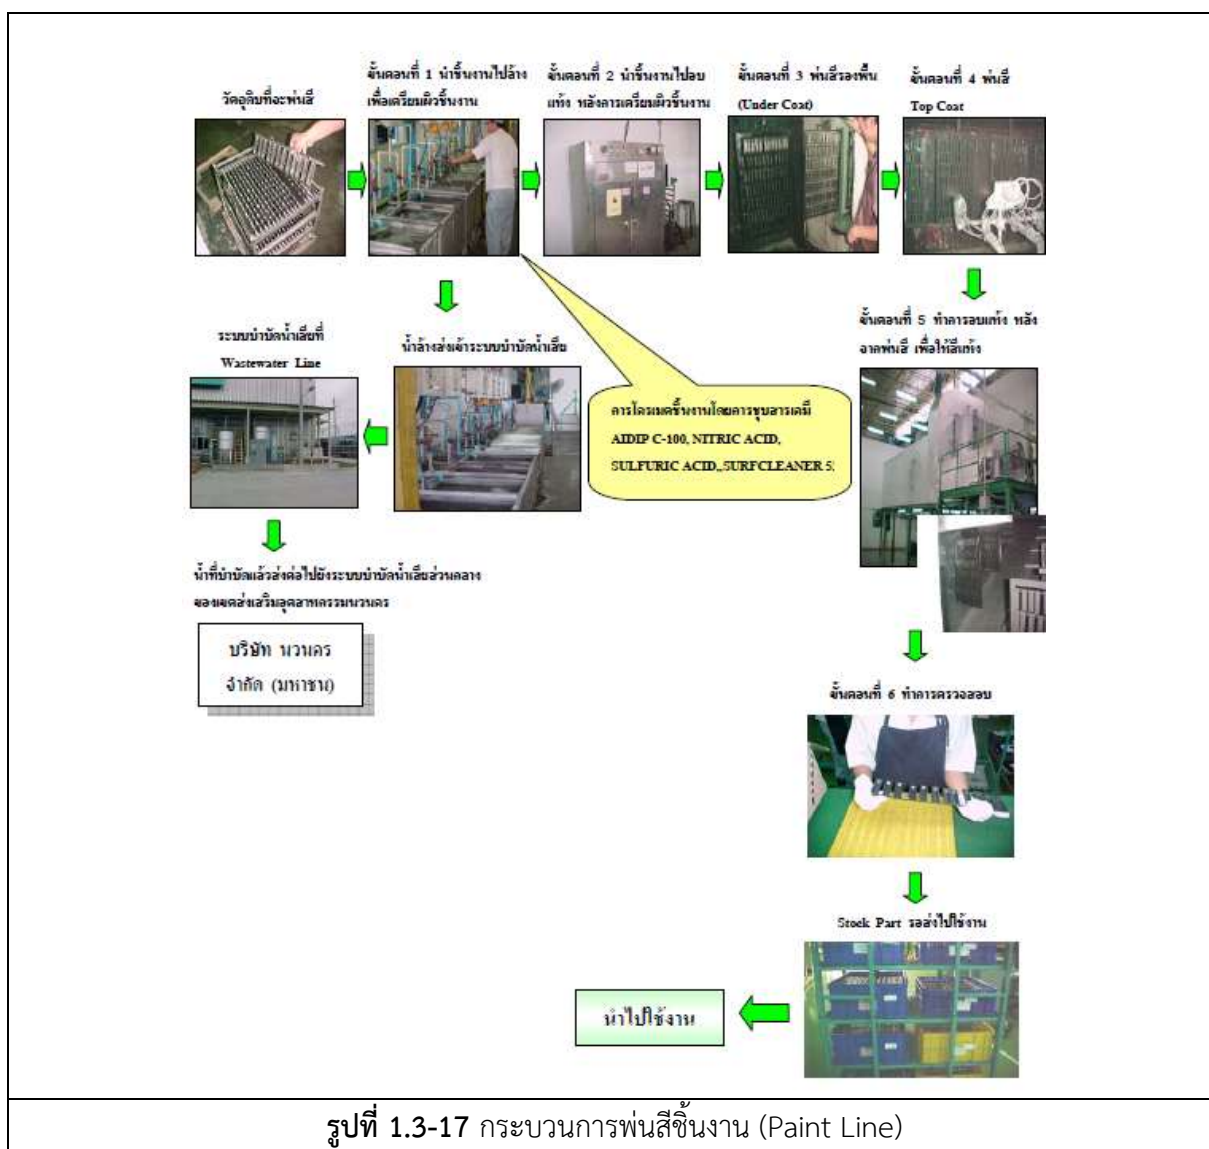 วัตถุดิบที่จะพ่นสี
ขั้นตอนที่ 1 นำชิ้นงานไปล้าง
เพื่อเตรียมผิวชิ้นงาน
ขั้นตอนที่ 2 นำชิ้นงานไปอบ
แห้ง หลังการเตรียมผิวชิ้นงาน
ขั้นตอนที่ 3 พ่นสีรองพื้น
(Under Coat)
ขั้นตอนที่ 4 พ่นสี
Top Coat
ขั้นตอนที่ 5 ทำการอบแห้ง หลัง
จากพ่นสี เพื่อให้สีแห้ง
ระบบบำบัดน้ำเสียที่
Wastewater Line
น้ำล้างส่งเข้าระบบบำบัดน้ำเสีย
การโครเมตชิ้นงานโดยการชุบสารเคมี
AIDIP C-100, NITRIC ACID,
SULFURIC ACID,,SURFCLEANER 5:
น้ำที่บำบัดแล้วส่งต่อไปยังระบบบำบัดน้ำเสียส่วนกลาง
ของเขตส่งเสริมอุตสาหกรรมนวนคร
บริษัท นวนคร
จำกัด (มหาชน)
ขั้นตอนที่ 6 ทำการตรวจสอบ
Stock Part รอส่งไปใช้งาน
นำไปใช้งาน
รูปที่ 1.3-17 กระบวนการพ่นสีชิ้นงาน (Paint Line)